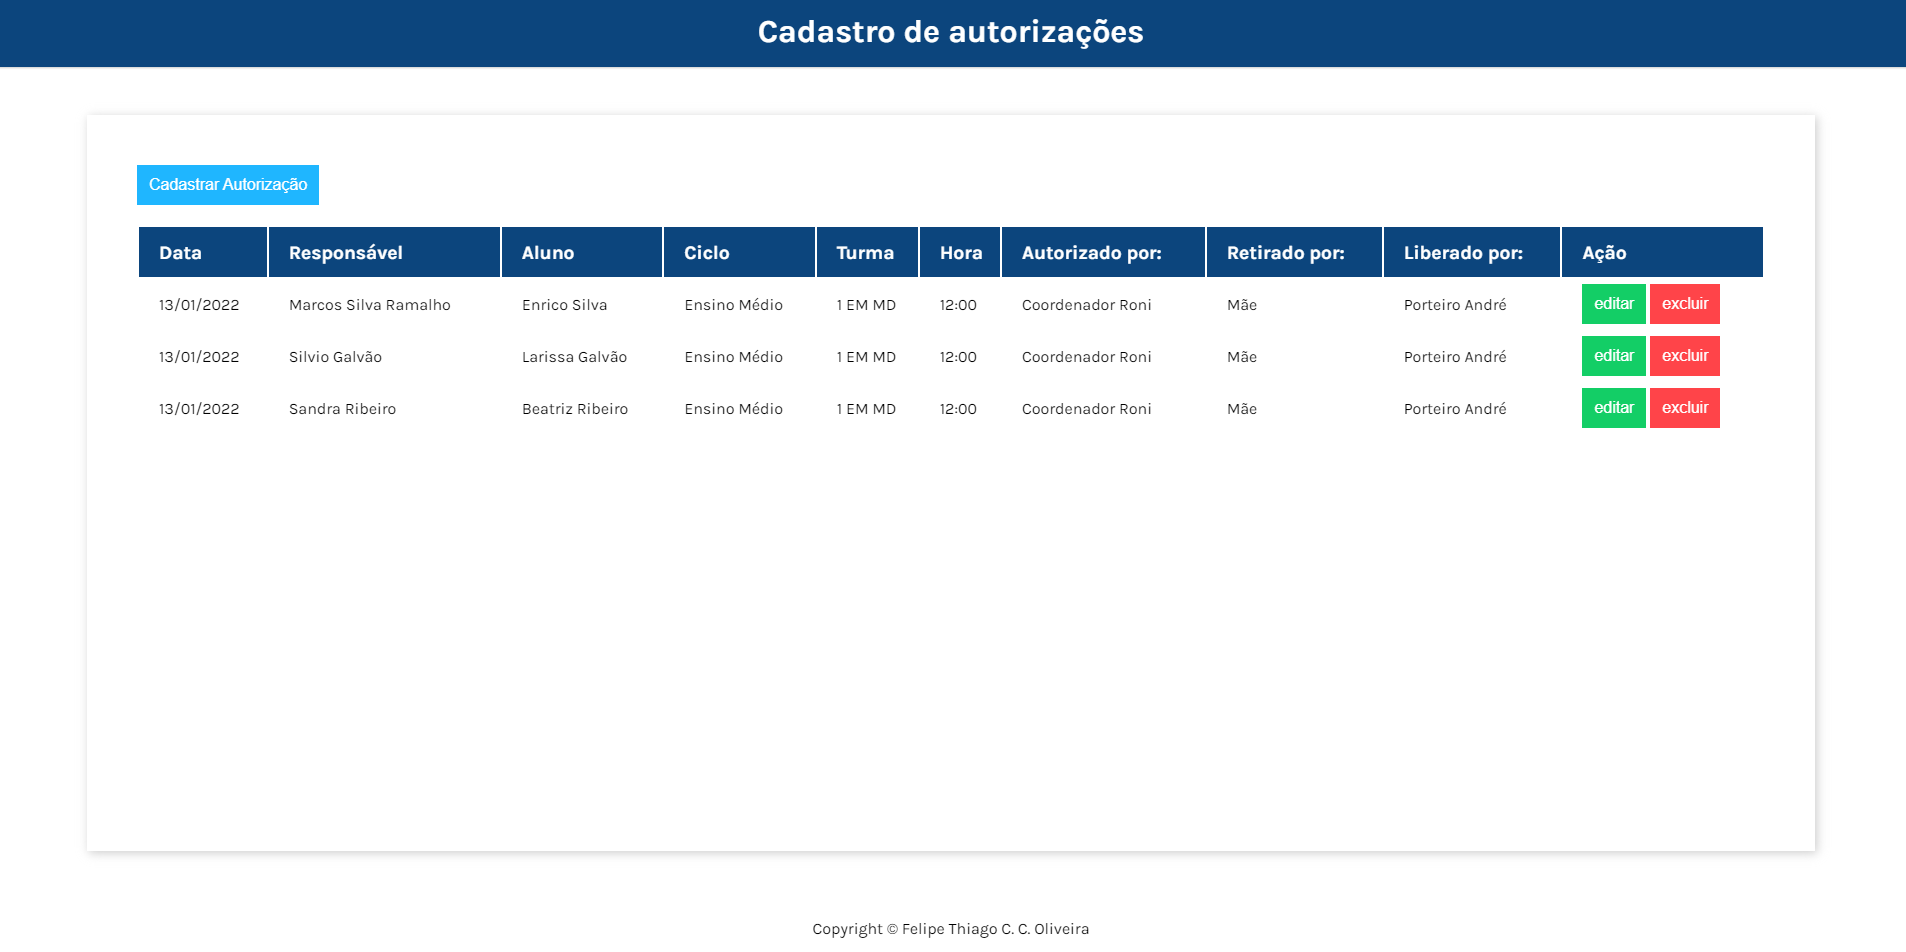 Cadastro de autorizações
Cadastrar Autorização
Data Responsável Aluno Ciclo Turma Hora Autorizado por: Retirado por: Liberado por: Ação
13/01/2022 Marcos Silva Ramalho Enrico Silva Ensino Médio 1 EM MD 12:00 Coordenador Roni Mãe Porteiro André editar excluir
13/01/2022 Silvio Galvão Larissa Galvão Ensino Médio 1 EM MD 12:00 Coordenador Roni Mãe Porteiro André editar excluir
13/01/2022 Sandra Ribeiro Beatriz Ribeiro Ensino Médio 1 EM MD 12:00 Coordenador Roni Mãe Porteiro André editar excluir
Copyright © Felipe Thiago C. C. Oliveira